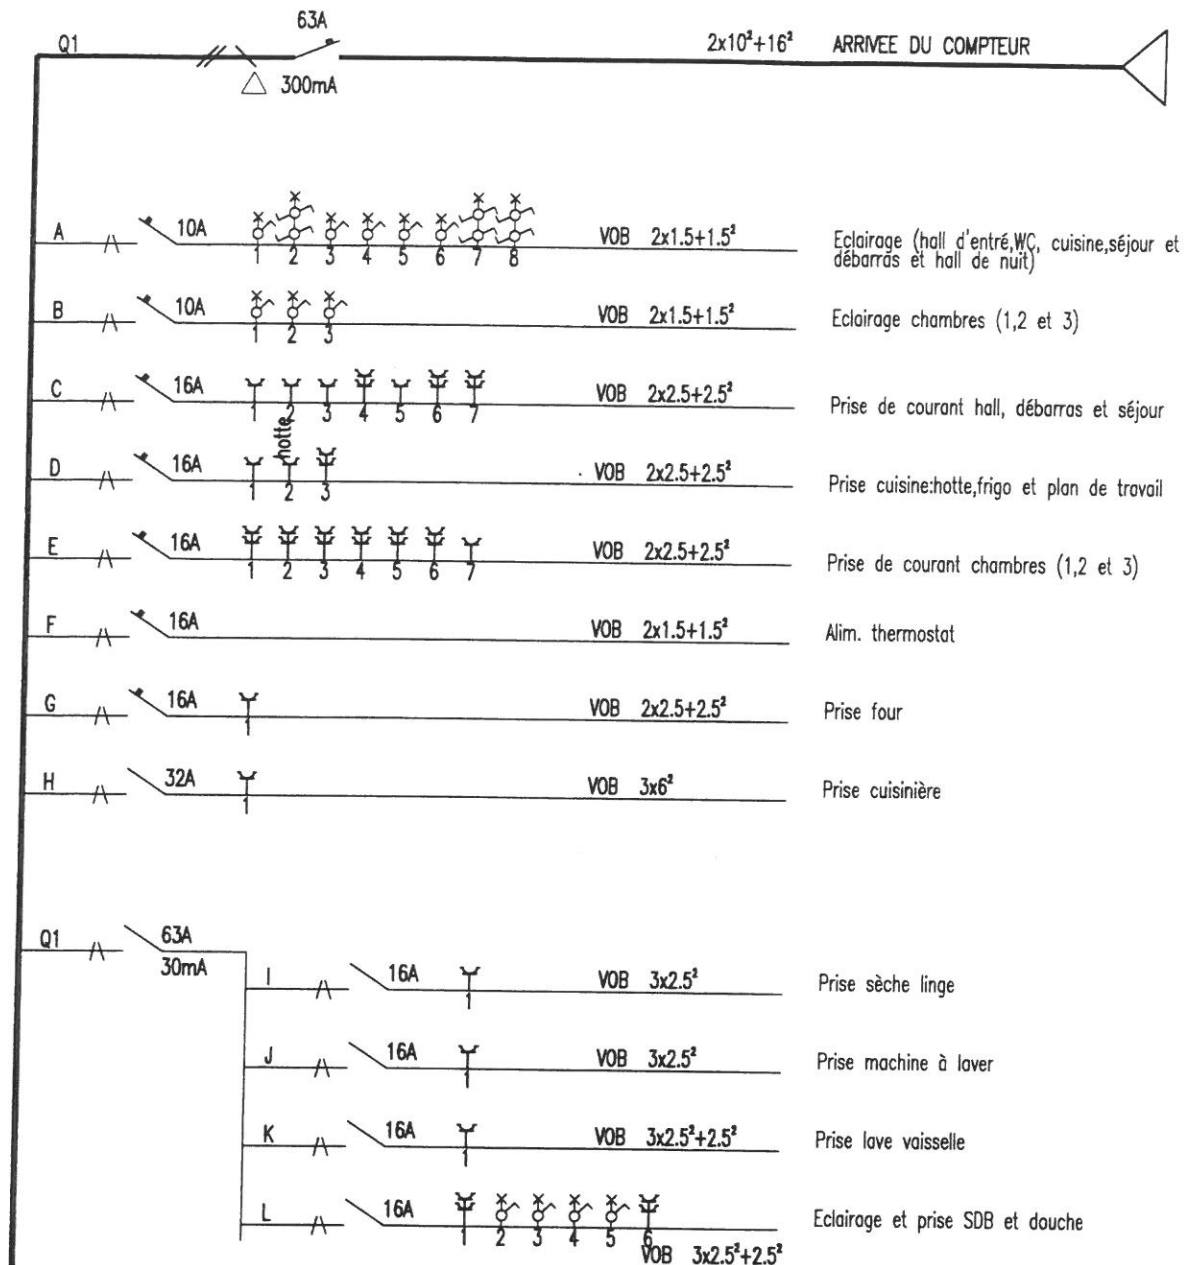 63A
Q1
2x10²+16² ARRIVEE DU COMPTEUR
300mA
A 10A VOB 2x1.5+1.5² Eclairage (hall d'entré,WC, cuisine,séjour et
débarras et hall de nuit)
1 2 3 4 5 6 7 8
B 10A VOB 2x1.5+1.5² Eclairage chambres (1,2 et 3)
1 2 3
C 16A VOB 2x2.5+2.5² Prise de courant hall, débarras et séjour
1 2 3 4 5 6 7
hotte
D 16A VOB 2x2.5+2.5² Prise cuisine:hotte,frigo et plan de travail
1 2 3
E 16A VOB 2x2.5+2.5² Prise de courant chambres (1,2 et 3)
1 2 3 4 5 6 7
F 16A VOB 2x1.5+1.5² Alim. thermostat
G 16A VOB 2x2.5+2.5² Prise four
1
H 32A VOB 3x6² Prise cuisinière
1
Q1 63A
30mA
I 16A VOB 3x2.5² Prise sèche linge
1
J 16A VOB 3x2.5² Prise machine à laver
1
K 16A VOB 3x2.5²+2.5² Prise lave vaisselle
1
L 16A Eclairage et prise SDB et douche
1 2 3 4 5 6
VOB 3x2.5²+2.5²